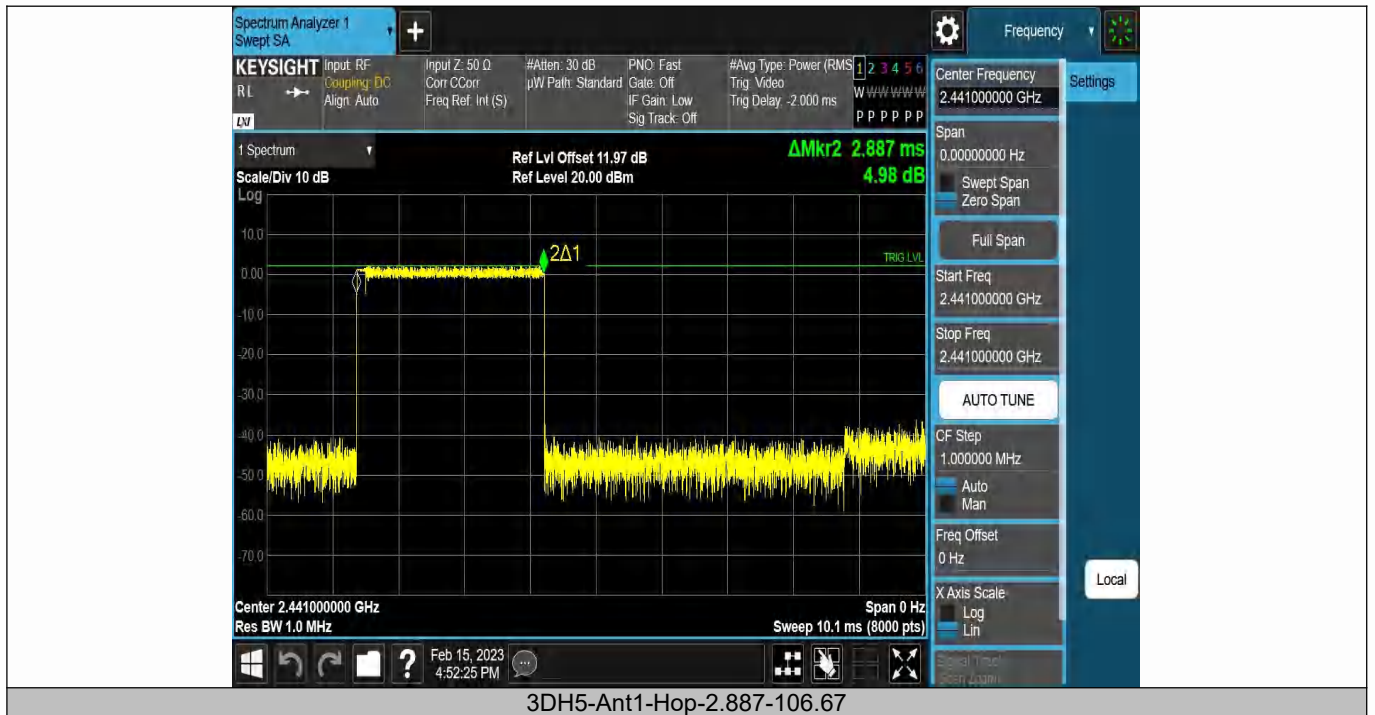 Spectrum Analyzer 1
Swept SA
+
Frequency
KEYSIGHT
RL
LXI
Input: RF
Coupling: DC
Align: Auto
Input Z: 50 Ω
Corr CCorr
Freq Ref: Int (S)
#Atten: 30 dB
µW Path: Standard
PNO: Fast
Gate: Off
IF Gain: Low
Sig Track: Off
#Avg Type: Power (RMS
Trig: Video
Trig Delay: -2.000 ms
1 2 3 4 5 6
W W W W W W
P P P P P P
Center Frequency
2.441000000 GHz
Settings
1 Spectrum
Scale/Div 10 dB
Log
Ref Lvl Offset 11.97 dB
Ref Level 20.00 dBm
ΔMkr2 2.887 ms
4.98 dB
Span
0.00000000 Hz
Swept Span
Zero Span
Full Span
10.0
2Δ1
TRIG LVL
0.00
-10.0
-20.0
-30.0
-40.0
-50.0
-60.0
-70.0
Start Freq
2.441000000 GHz
Stop Freq
2.441000000 GHz
AUTO TUNE
CF Step
1.000000 MHz
Auto
Man
Freq Offset
0 Hz
Local
X Axis Scale
Log
Lin
Center 2.441000000 GHz
Res BW 1.0 MHz
Span 0 Hz
Sweep 10.1 ms (8000 pts)
Feb 15, 2023
4:52:25 PM
?
Signal Track
(Span Zoom)
3DH5-Ant1-Hop-2.887-106.67